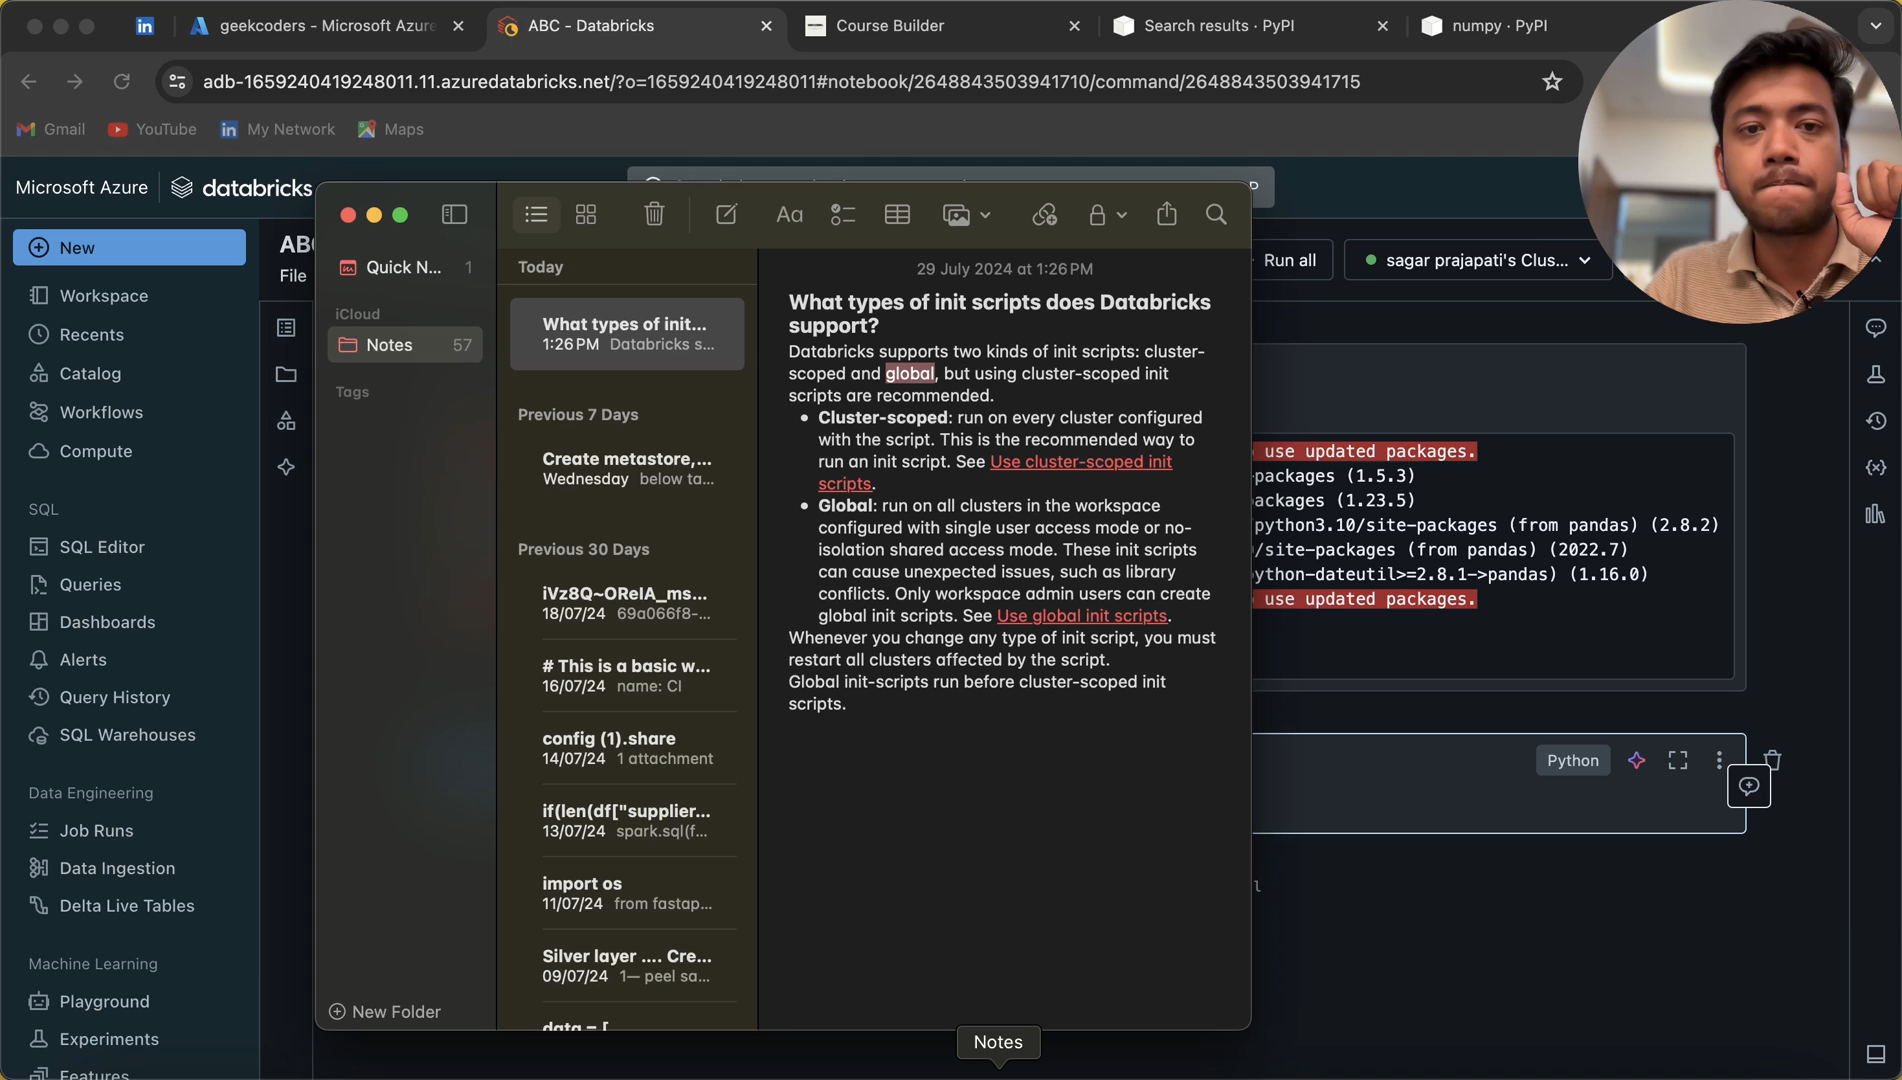 geekcoders - Microsoft Azure
ABC - Databricks
Course Builder
Search results · PyPI
numpy · PyPI
adb-1659240419248011.11.azuredatabricks.net/?o=1659240419248011#notebook/2648843503941710/command/2648843503941715
Gmail
YouTube
My Network
Maps
Microsoft Azure
databricks
New
Workspace
Recents
Catalog
Workflows
Compute
SQL
SQL Editor
Queries
Dashboards
Alerts
Query History
SQL Warehouses
Data Engineering
Job Runs
Data Ingestion
Delta Live Tables
Machine Learning
Playground
Experiments
Features
File
Quick N... 1
iCloud
Notes 57
Tags
New Folder
Today
What types of init...
1:26 PM Databricks s...
Previous 7 Days
Create metastore,...
Wednesday below ta...
Previous 30 Days
iVz8Q~OReIA_ms...
18/07/24 69a066f8-...
# This is a basic w...
16/07/24 name: CI
config (1).share
14/07/24 1 attachment
if(len(df["supplier...
13/07/24 spark.sql(f...
import os
11/07/24 from fastap...
Silver layer .... Cre...
09/07/24 1— peel sa...
data = [
29 July 2024 at 1:26 PM
What types of init scripts does Databricks
support?
Databricks supports two kinds of init scripts: cluster-
scoped and global, but using cluster-scoped init
scripts are recommended.
• Cluster-scoped: run on every cluster configured
with the script. This is the recommended way to
run an init script. See Use cluster-scoped init
scripts.
• Global: run on all clusters in the workspace
configured with single user access mode or no-
isolation shared access mode. These init scripts
can cause unexpected issues, such as library
conflicts. Only workspace admin users can create
global init scripts. See Use global init scripts.
Whenever you change any type of init script, you must
restart all clusters affected by the script.
Global init-scripts run before cluster-scoped init
scripts.
Run all
sagar prajapati's Clus...
use updated packages.
-packages (1.5.3)
packages (1.23.5)
python3.10/site-packages (from pandas) (2.8.2)
/site-packages (from pandas) (2022.7)
ython-dateutil>=2.8.1->pandas) (1.16.0)
use updated packages.
Python
Notes